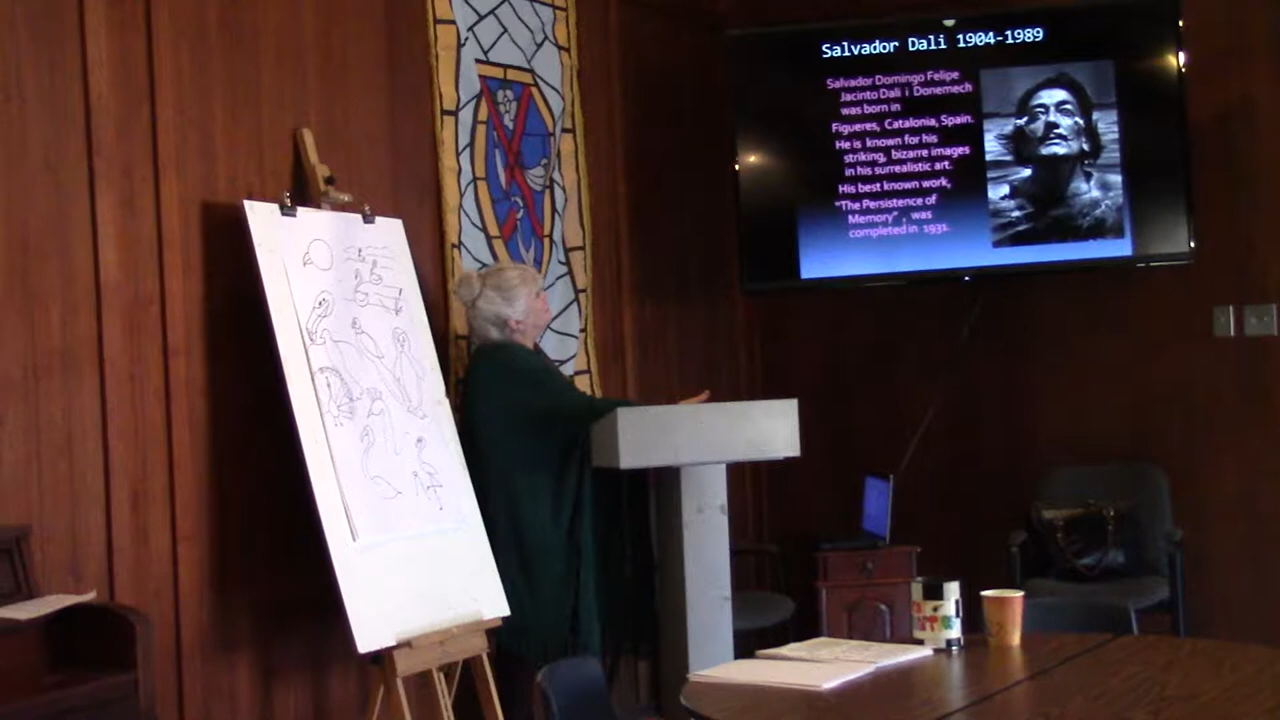 Salvador Dali 1904-1989
Salvador Domingo Felipe
Jacinto Dali i Donemech
was born in
Figueres, Catalonia, Spain.
He is known for his
striking, bizarre images
in his surrealistic art.
His best known work,
"The Persistence of
Memory" , was
completed in 1931.